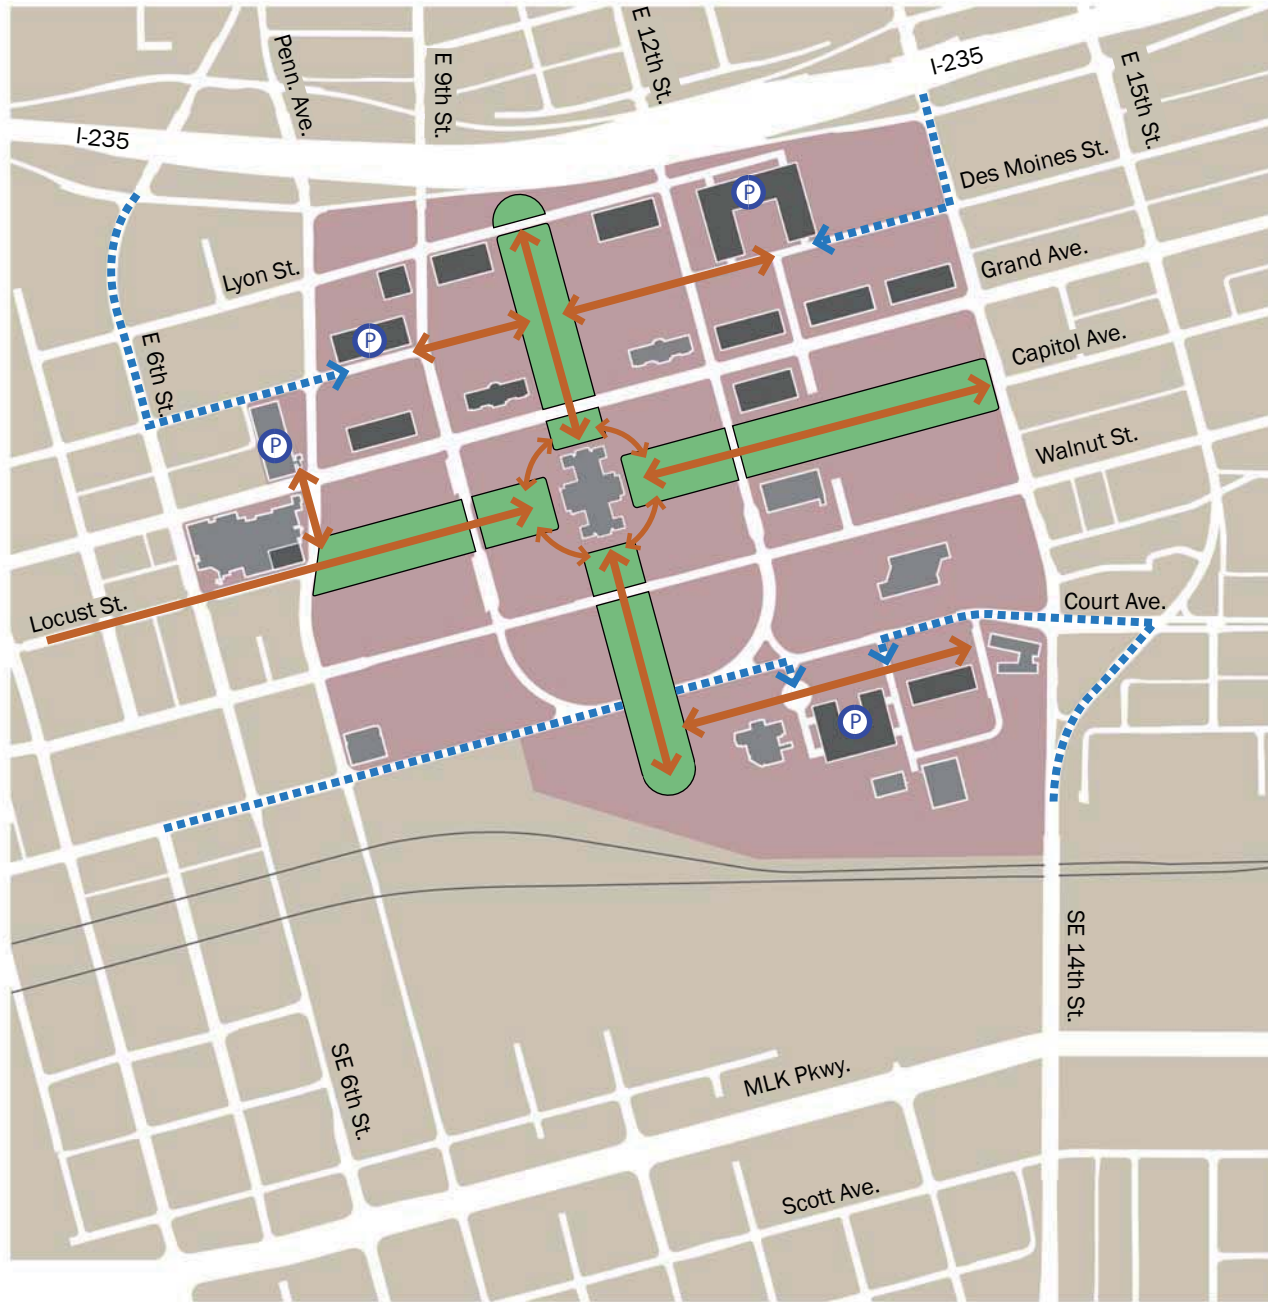 E 12th St.
Penn. Ave.
E 9th St.
I-235
E 15th St.
I-235
Des Moines St.
P
Grand Ave.
Lyon St.
P
E 6th St.
Capitol Ave.
P
Walnut St.
Locust St.
Court Ave.
P
SE 14th St.
SE 6th St.
MLK Pkwy.
Scott Ave.